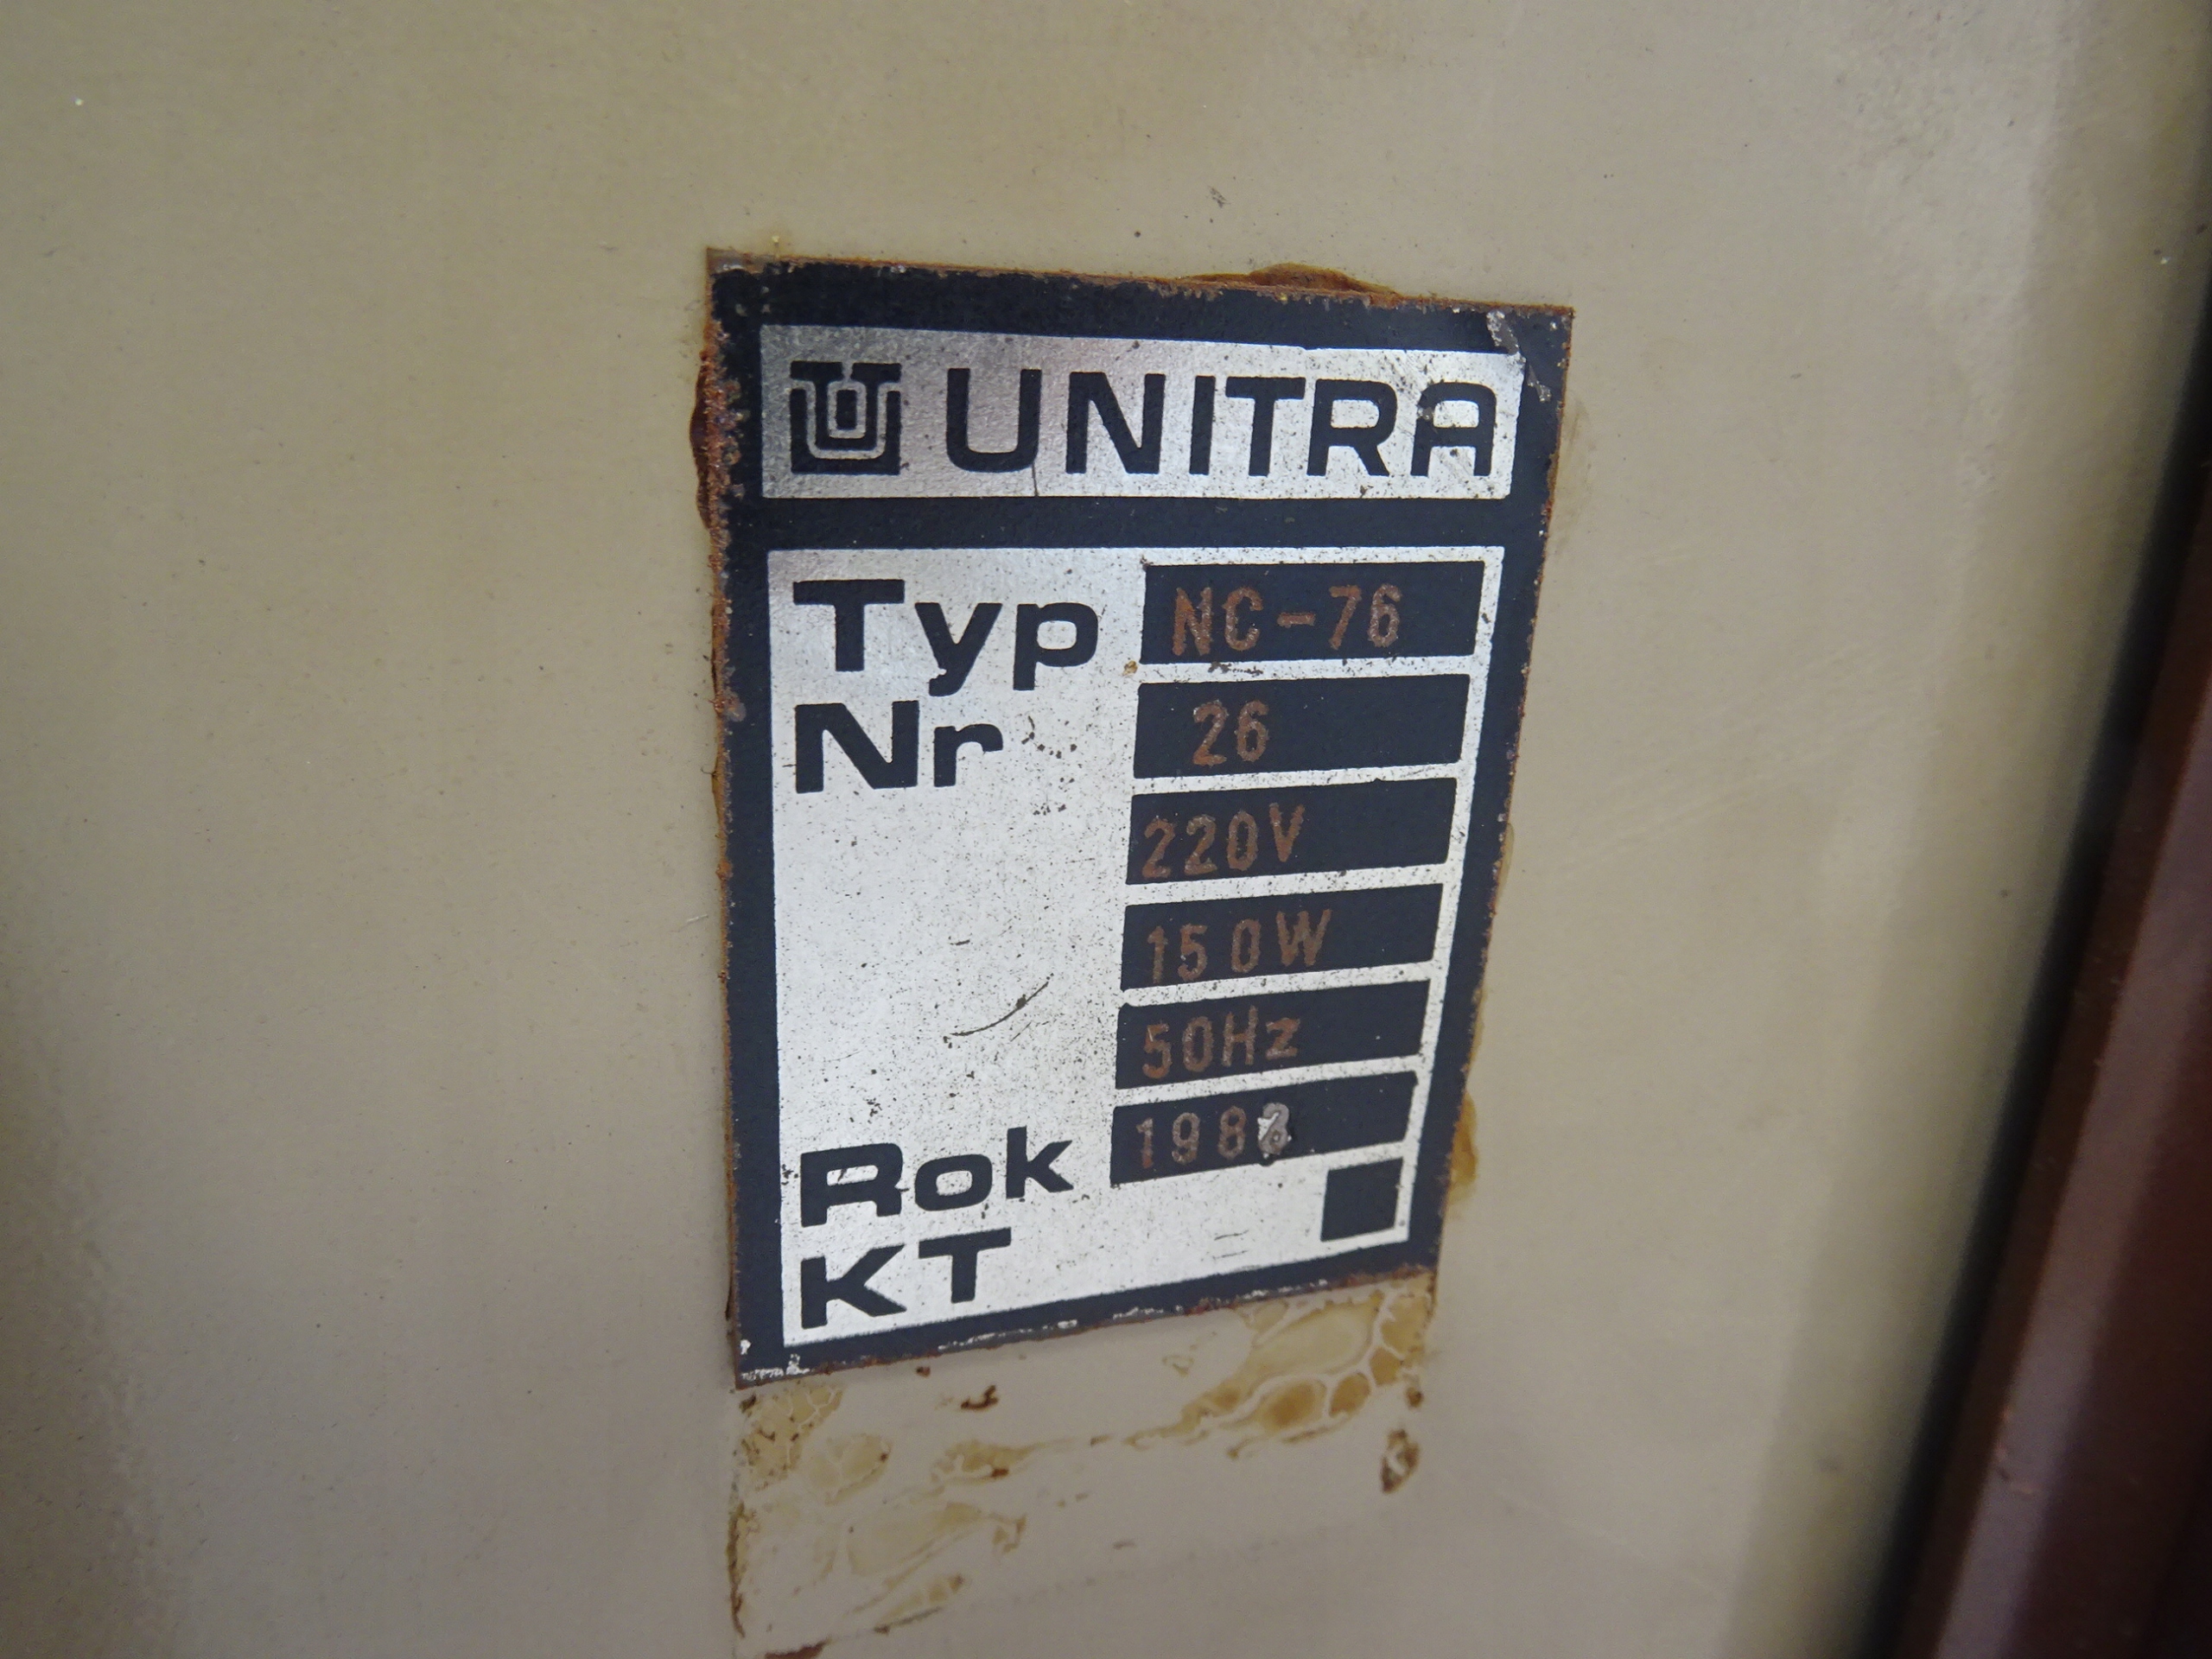 UNITRA
Typ NC-76
Nr 26
220V
150W
50Hz
Rok
KT